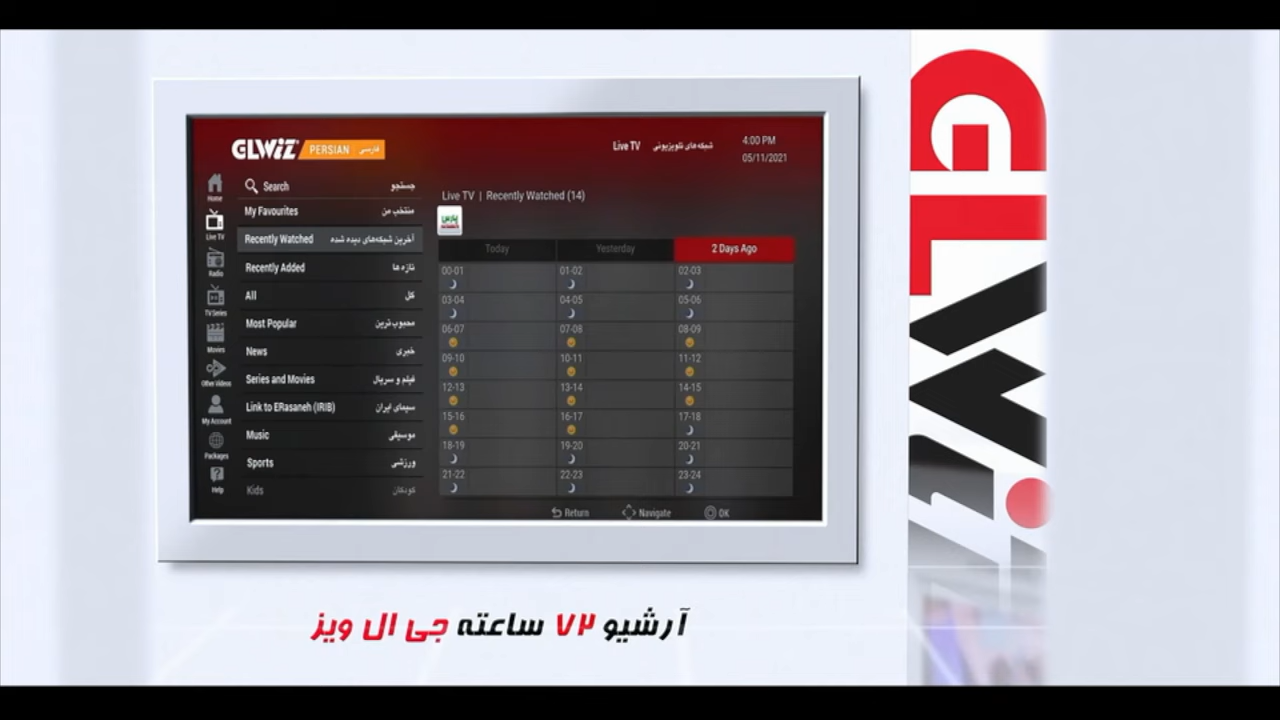 GLWiZ PERSIAN فارسی
Live TV شبکه‌های تلویزیونی
4:00 PM
05/11/2021
Home
Live TV
Radio
TV Series
Movies
Other Videos
My Account
Packages
Help
Search جستجو
My Favourites منتخب من
Recently Watched آخرین شبکه‌های دیده شده
Recently Added تازه ها
All کل
Most Popular محبوب ترین
News خبری
Series and Movies فیلم و سریال
Link to ERasaneh (IRIB) سیمای ایران
Music موسیقی
Sports ورزشی
Kids کودکان
Live TV | Recently Watched (14)
پارس
Today Yesterday 2 Days Ago
00-01 01-02 02-03
03-04 04-05 05-06
06-07 07-08 08-09
09-10 10-11 11-12
12-13 13-14 14-15
15-16 16-17 17-18
18-19 19-20 20-21
21-22 22-23 23-24
Return Navigate OK
GLWiZ
آرشیو ۷۲ ساعته جی ال ویز